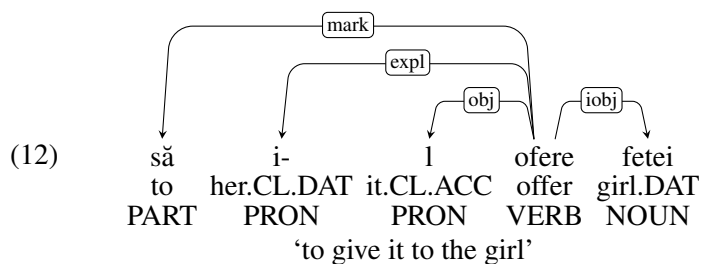 mark
expl
obj iobj
(12) să i- l ofere fetei
to her.CL.DAT it.CL.ACC offer girl.DAT
PART PRON PRON VERB NOUN
‘to give it to the girl’